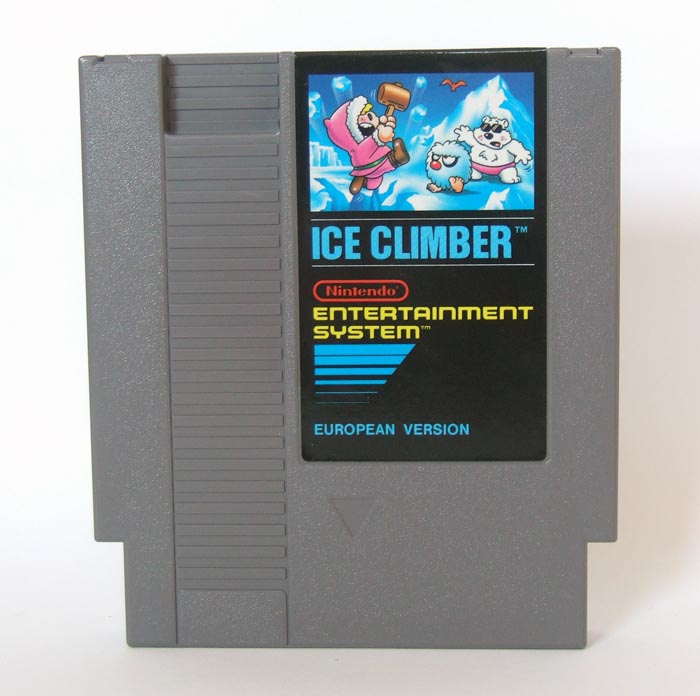 ICE CLIMBER™
Nintendo®
ENTERTAINMENT
SYSTEM™
EUROPEAN VERSION